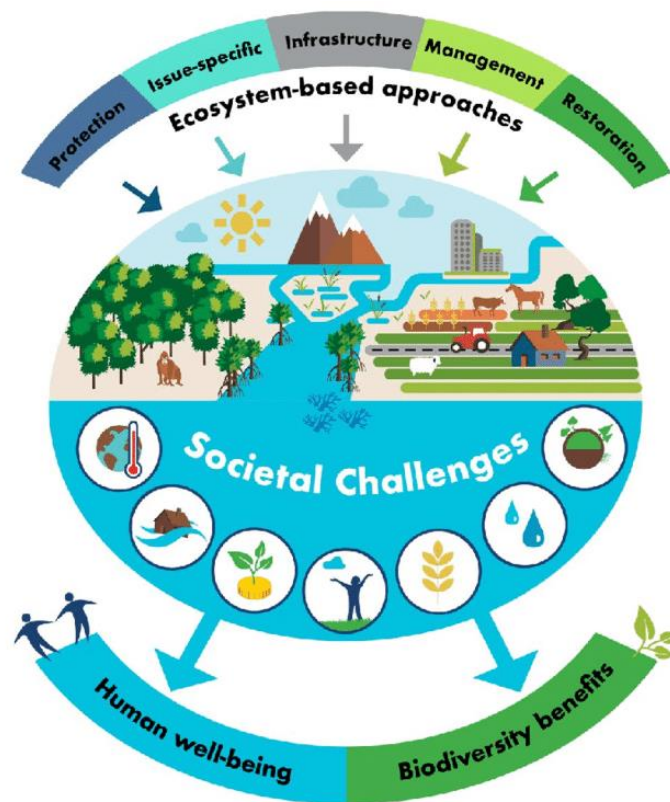 Protection
Issue-specific
Infrastructure
Management
Restoration
Ecosystem-based approaches
Societal Challenges
Human well-being
Biodiversity benefits